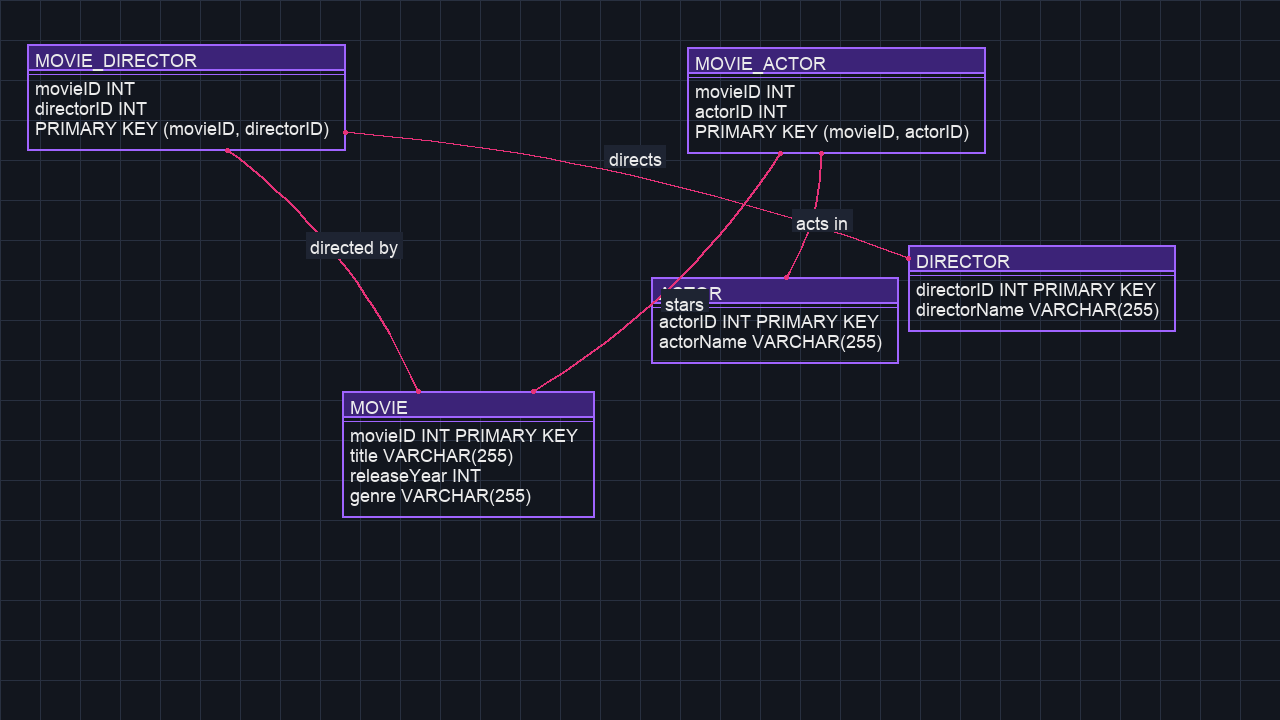 MOVIE_DIRECTOR
movieID INT
directorID INT
PRIMARY KEY (movieID, directorID)
MOVIE_ACTOR
movieID INT
actorID INT
PRIMARY KEY (movieID, actorID)
directs
acts in
directed by
DIRECTOR
directorID INT PRIMARY KEY
directorName VARCHAR(255)
ACTOR
stars
actorID INT PRIMARY KEY
actorName VARCHAR(255)
MOVIE
movieID INT PRIMARY KEY
title VARCHAR(255)
releaseYear INT
genre VARCHAR(255)